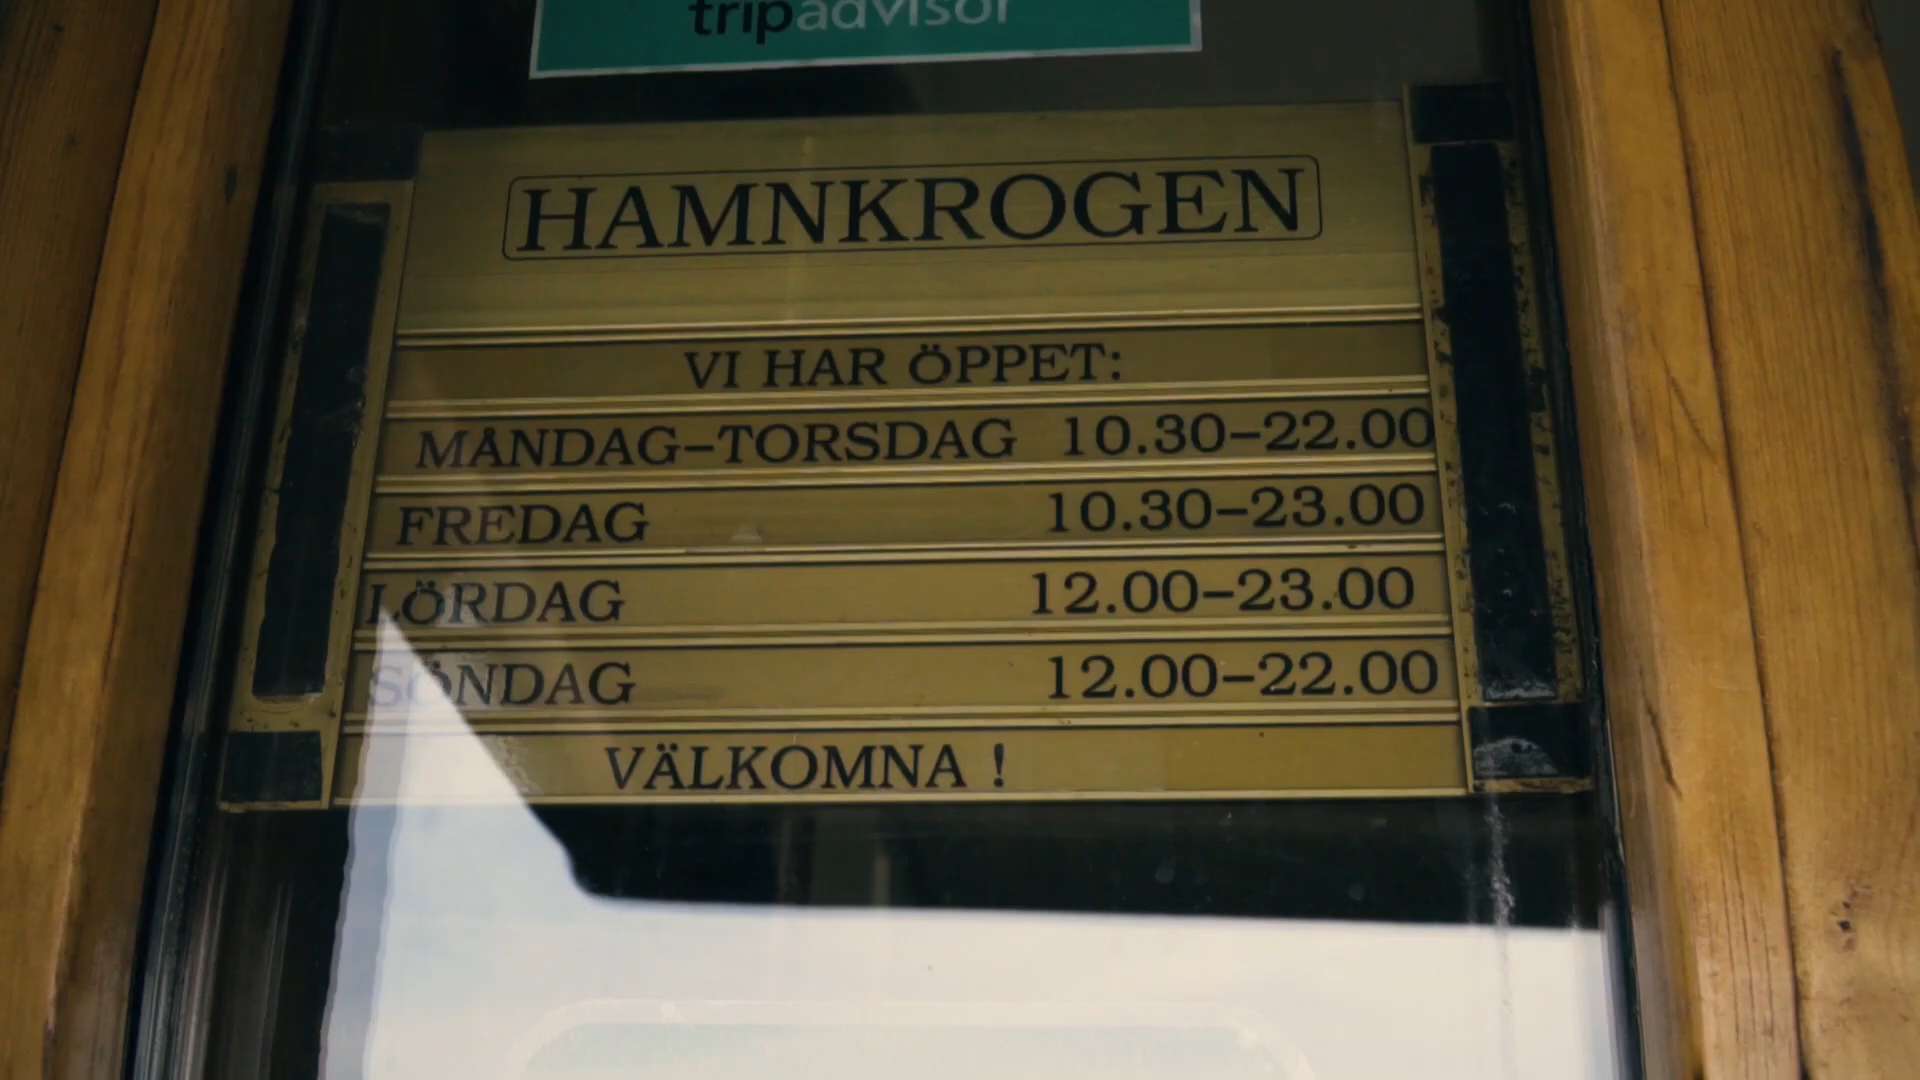 tripadvisor
HAMNKROGEN
VI HAR ÖPPET:
MÅNDAG–TORSDAG 10.30–22.00
FREDAG 10.30–23.00
LÖRDAG 12.00–23.00
SÖNDAG 12.00–22.00
VÄLKOMNA !